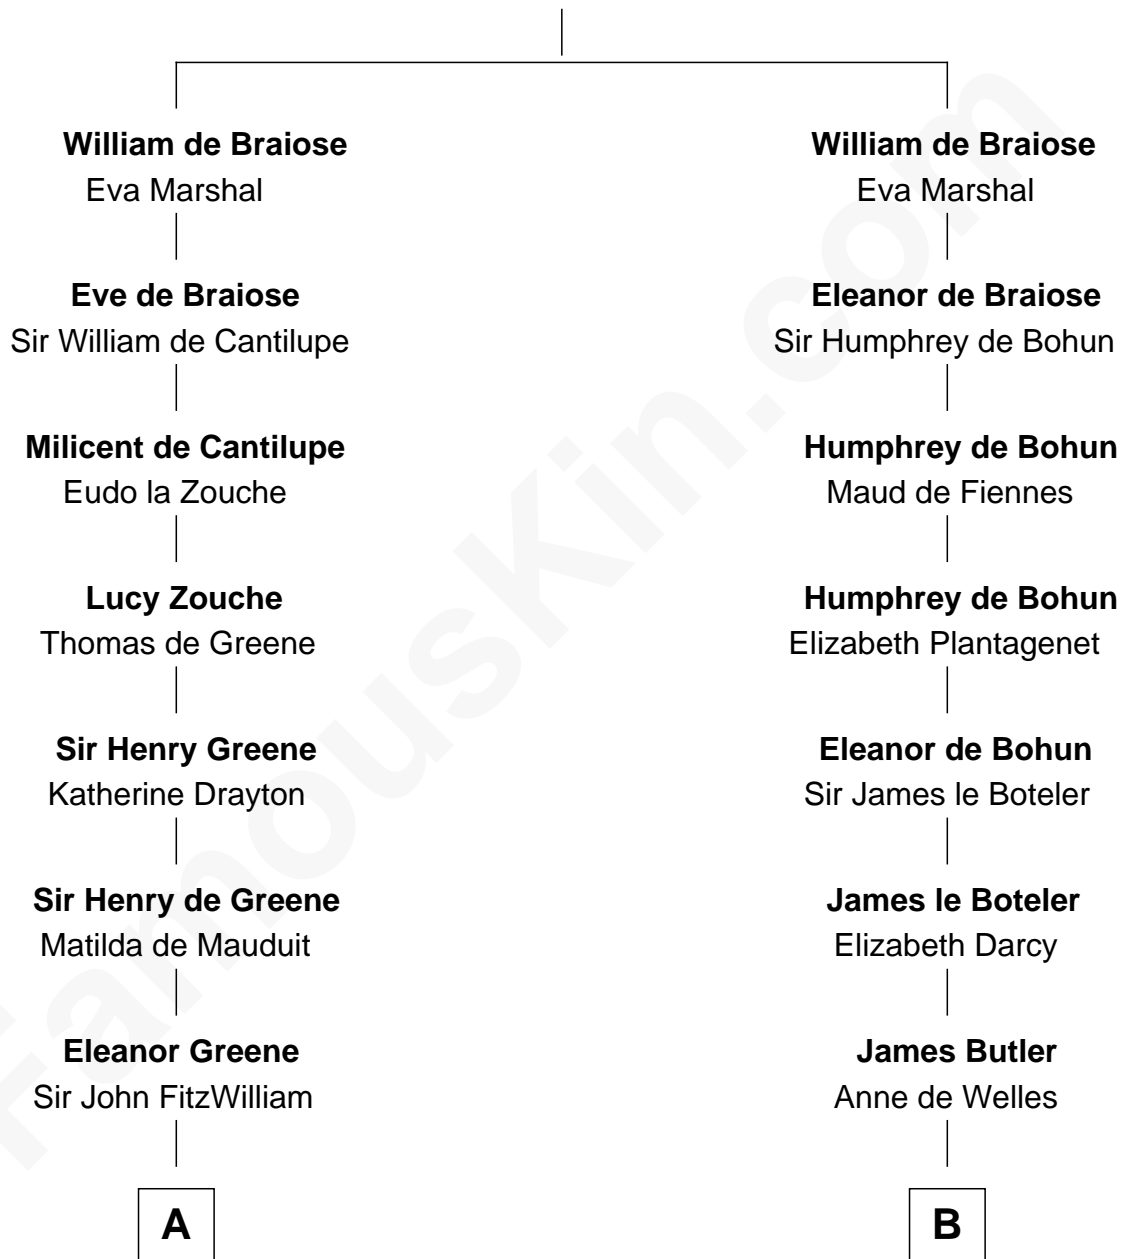 William de Braiose
Eva Marshal
Eve de Braiose
Sir William de Cantilupe
Milicent de Cantilupe
Eudo la Zouche
Lucy Zouche
Thomas de Greene
Sir Henry Greene
Katherine Drayton
Sir Henry de Greene
Matilda de Mauduit
Eleanor Greene
Sir John FitzWilliam
A
William de Braiose
Eva Marshal
Eleanor de Braiose
Sir Humphrey de Bohun
Humphrey de Bohun
Maud de Fiennes
Humphrey de Bohun
Elizabeth Plantagenet
Eleanor de Bohun
Sir James le Boteler
James le Boteler
Elizabeth Darcy
James Butler
Anne de Welles
B
FamousKin.com